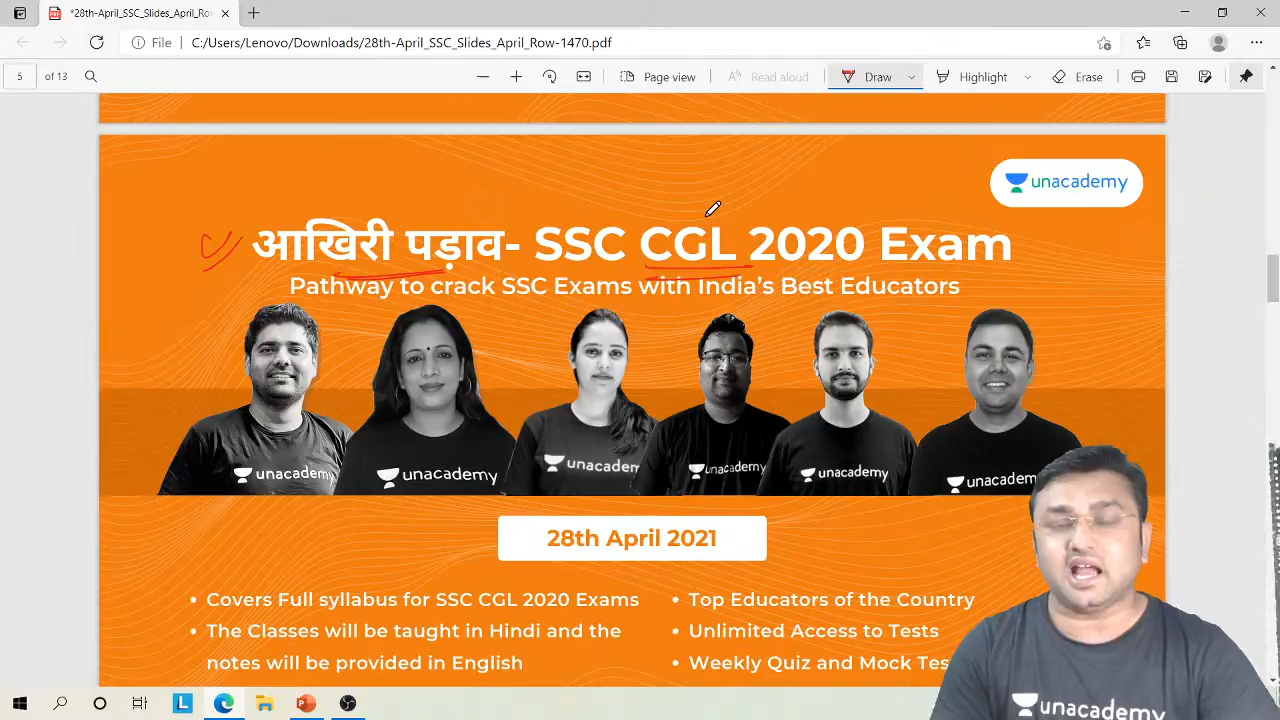 *28th-April_SSC_Slides_April_Ro
File C:/Users/Lenovo/Downloads/28th-April_SSC_Slides_April_Row-1470.pdf
5 of 13 Page view Read aloud Draw Highlight Erase
unacademy
आखिरी पड़ाव- SSC CGL 2020 Exam
Pathway to crack SSC Exams with India's Best Educators
unacademy unacademy unacadem unacademy unacademy unacadem
28th April 2021
• Covers Full syllabus for SSC CGL 2020 Exams
• The Classes will be taught in Hindi and the
notes will be provided in English
• Top Educators of the Country
• Unlimited Access to Tests
• Weekly Quiz and Mock Tes
unacademy